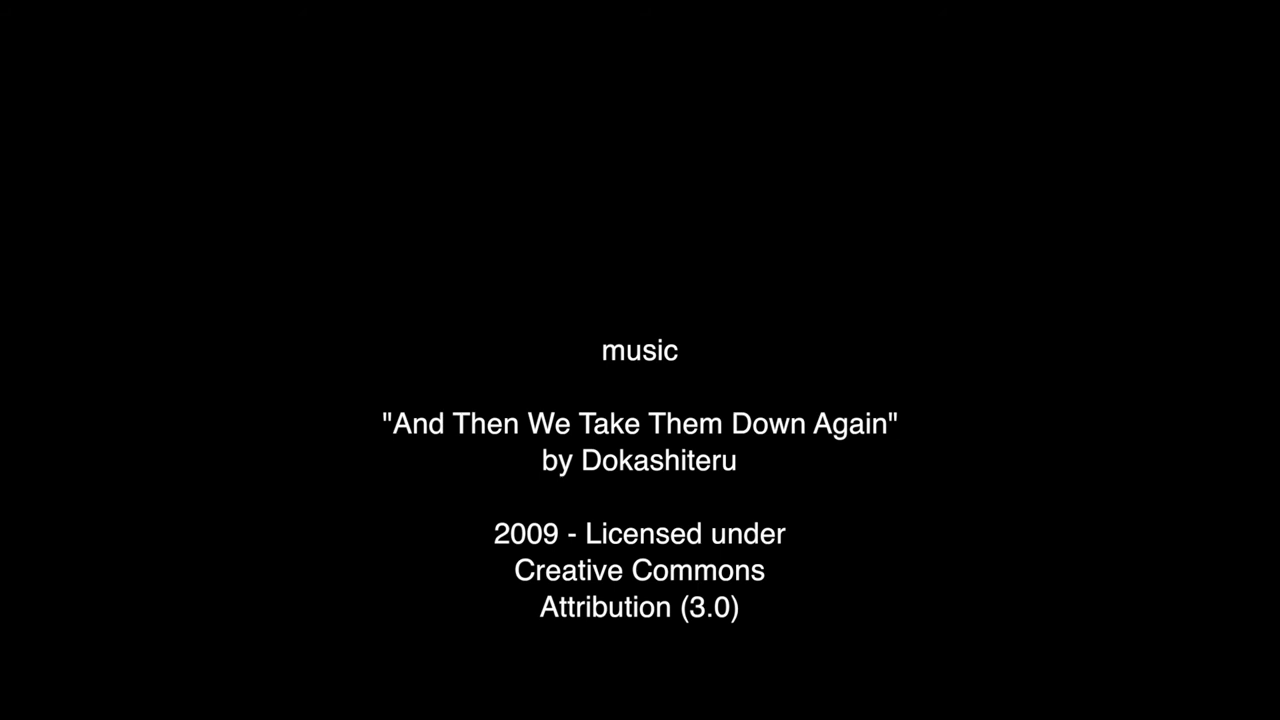 music
"And Then We Take Them Down Again"
by Dokashiteru
2009 - Licensed under
Creative Commons
Attribution (3.0)